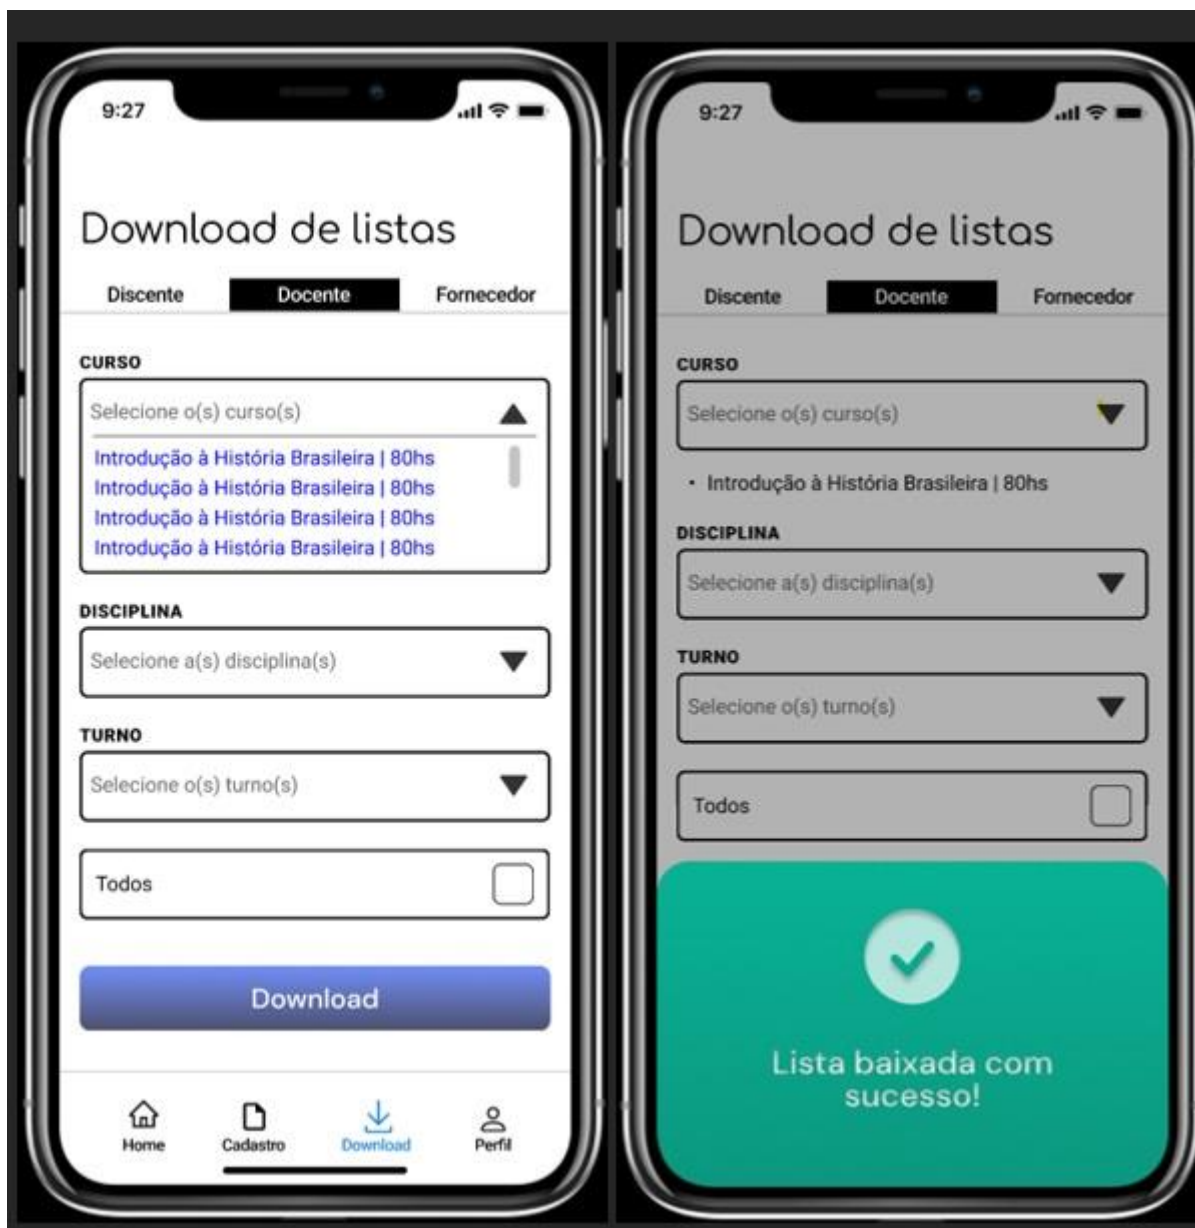 9:27
Download de listas
Discente Docente Fornecedor
CURSO
Selecione o(s) curso(s)
Introdução à História Brasileira | 80hs
Introdução à História Brasileira | 80hs
Introdução à História Brasileira | 80hs
Introdução à História Brasileira | 80hs
DISCIPLINA
Selecione a(s) disciplina(s)
TURNO
Selecione o(s) turno(s)
Todos
Download
Home Cadastro Download Perfil
9:27
Download de listas
Discente Docente Fornecedor
CURSO
Selecione o(s) curso(s)
• Introdução à História Brasileira | 80hs
DISCIPLINA
Selecione a(s) disciplina(s)
TURNO
Selecione o(s) turno(s)
Todos
Lista baixada com
sucesso!